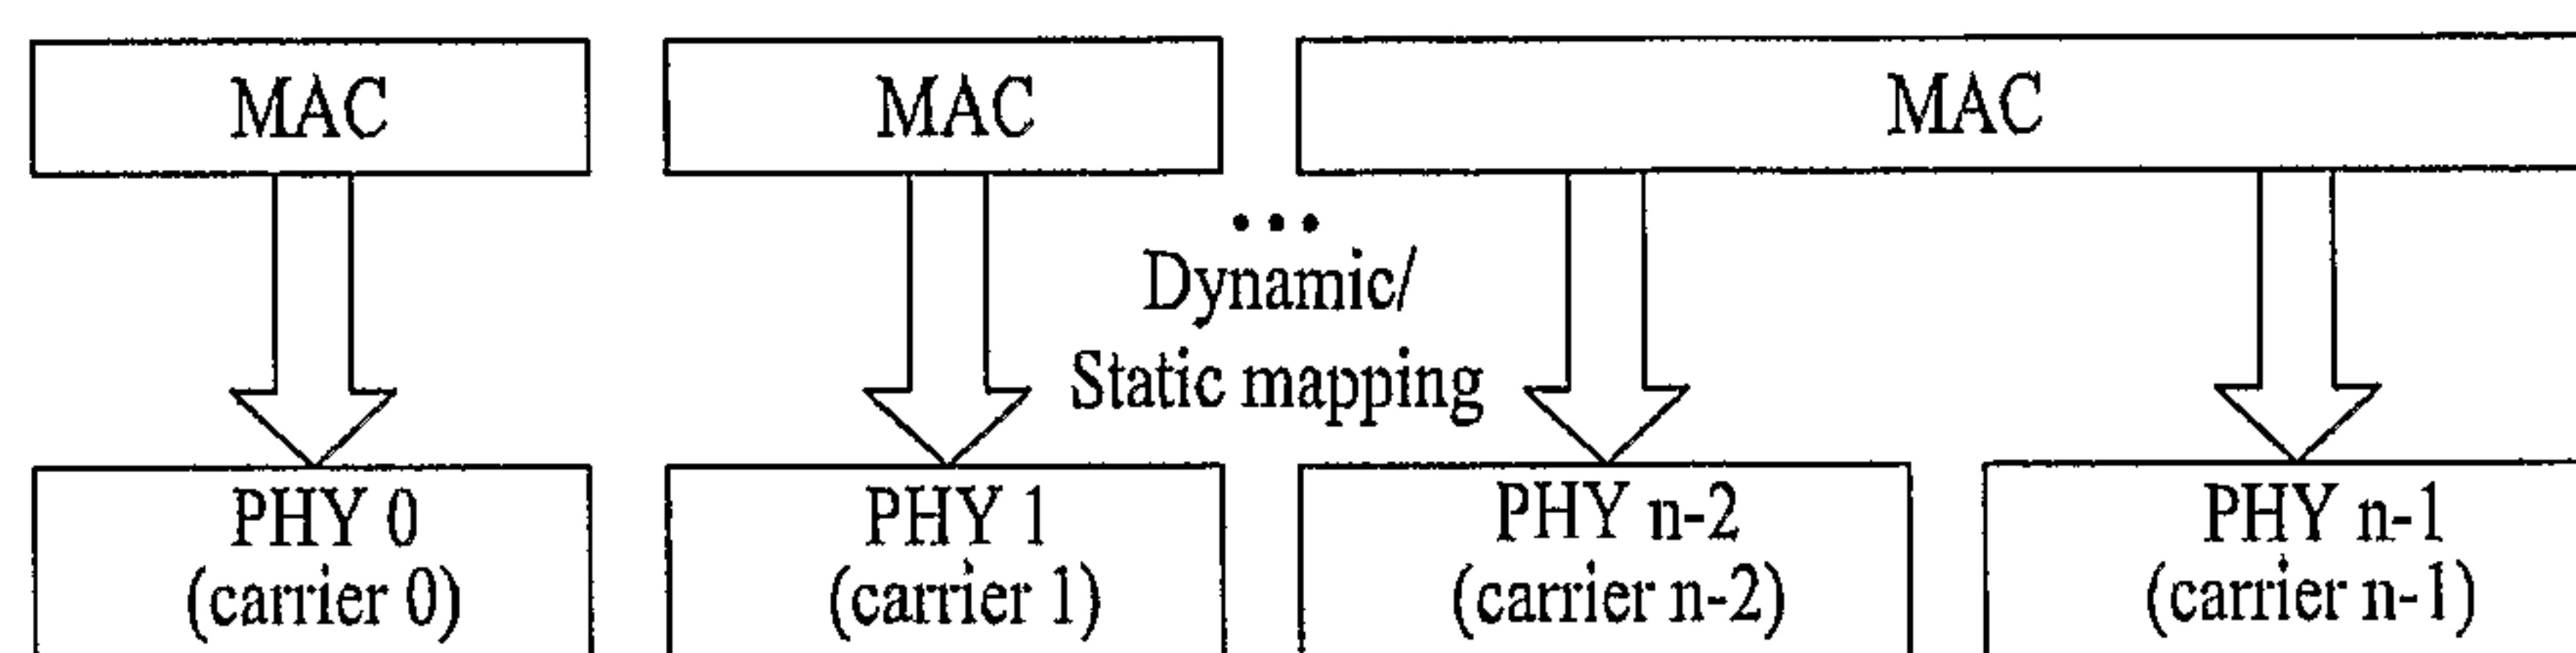 MAC
MAC
MAC
...
Dynamic/
Static mapping
PHY 0
(carrier 0)
PHY 1
(carrier 1)
PHY n-2
(carrier n-2)
PHY n-1
(carrier n-1)